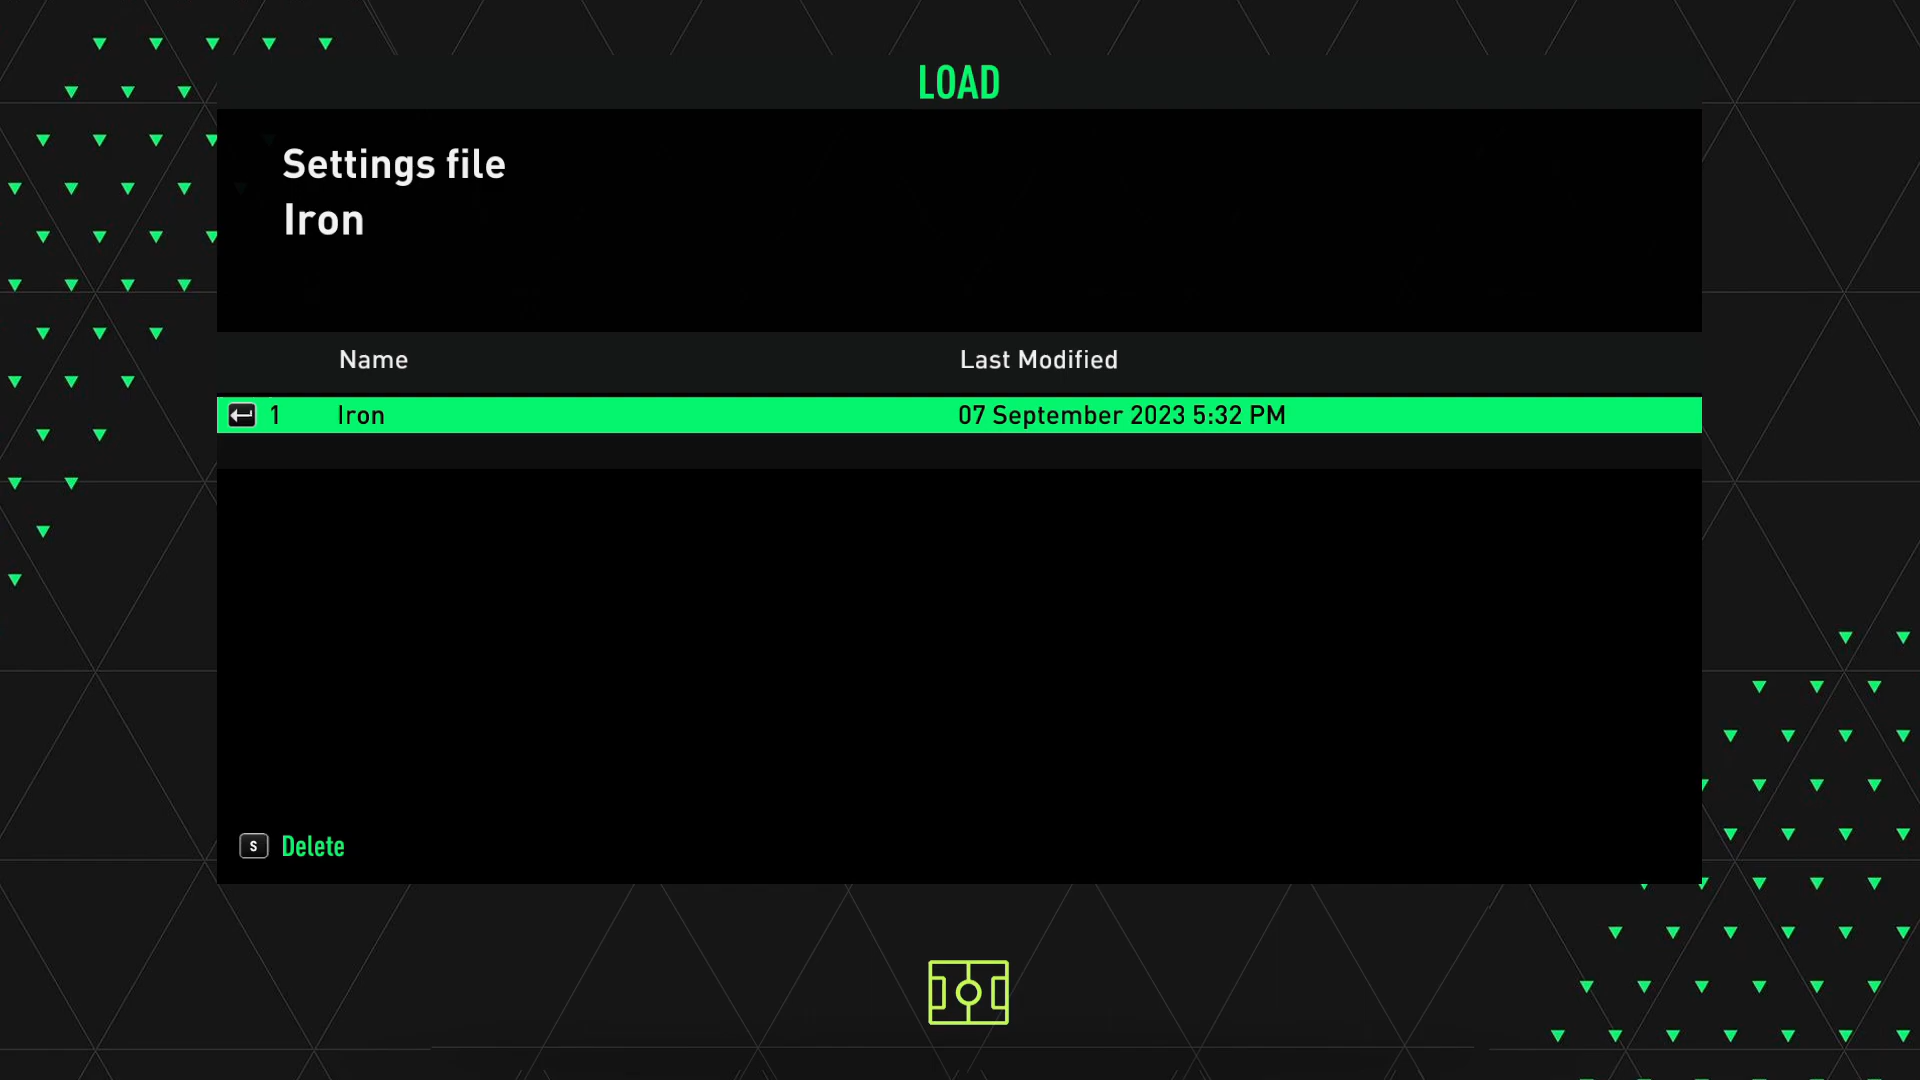 LOAD
Settings file
Iron
Name Last Modified
1 Iron 07 September 2023 5:32 PM
S Delete